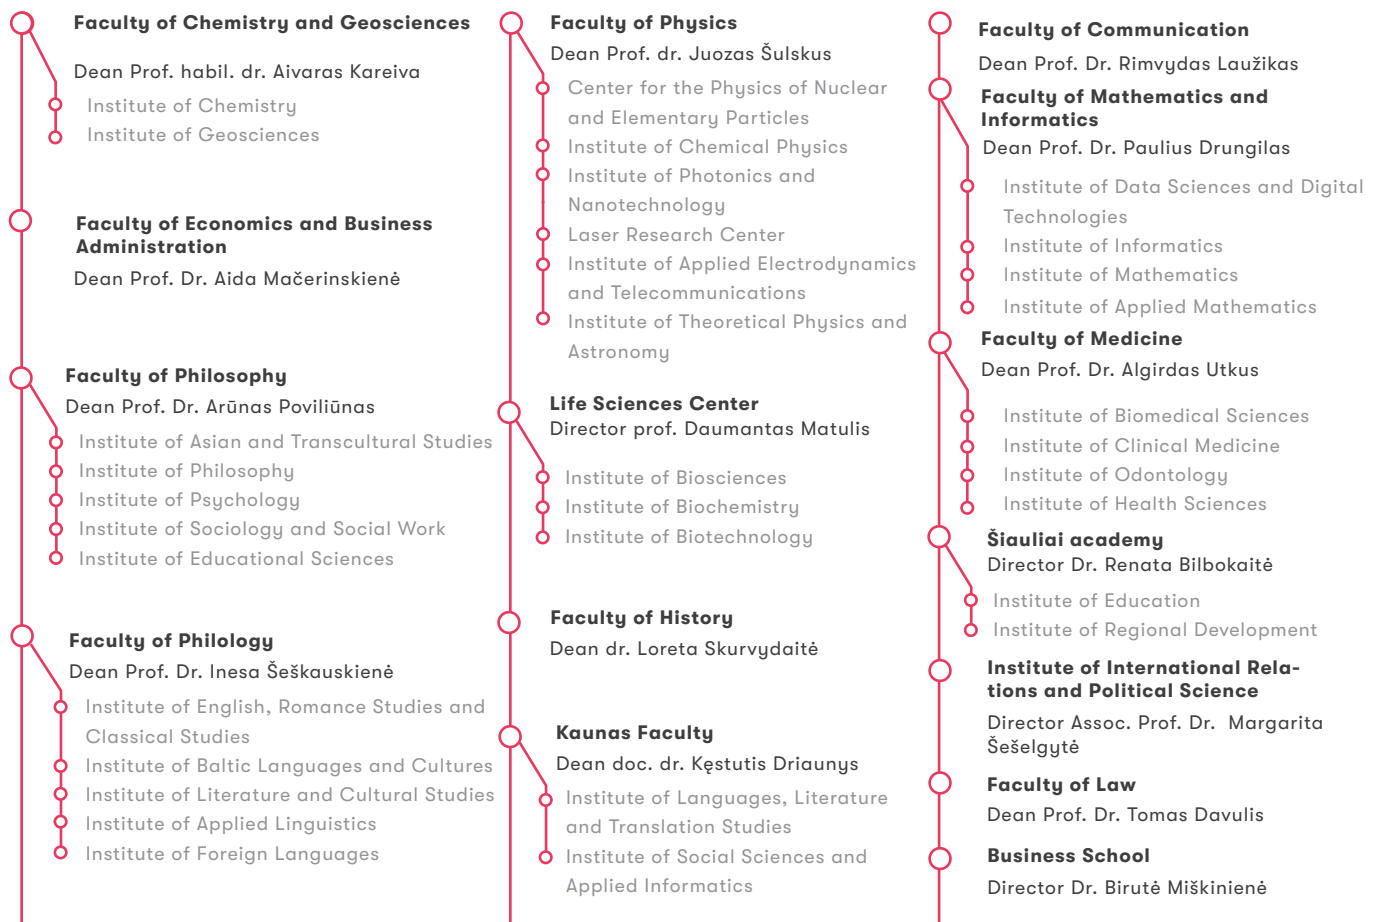 Faculty of Chemistry and Geosciences
Dean Prof. habil. dr. Aivaras Kareiva
Institute of Chemistry
Institute of Geosciences
Faculty of Economics and Business
Administration
Dean Prof. Dr. Aida Mačerinskienė
Faculty of Philosophy
Dean Prof. Dr. Arūnas Poviliūnas
Institute of Asian and Transcultural Studies
Institute of Philosophy
Institute of Psychology
Institute of Sociology and Social Work
Institute of Educational Sciences
Faculty of Philology
Dean Prof. Dr. Inesa Šeškauskienė
Institute of English, Romance Studies and
Classical Studies
Institute of Baltic Languages and Cultures
Institute of Literature and Cultural Studies
Institute of Applied Linguistics
Institute of Foreign Languages
Faculty of Physics
Dean Prof. dr. Juozas Šulskus
Center for the Physics of Nuclear
and Elementary Particles
Institute of Chemical Physics
Institute of Photonics and
Nanotechnology
Laser Research Center
Institute of Applied Electrodynamics
and Telecommunications
Institute of Theoretical Physics and
Astronomy
Life Sciences Center
Director prof. Daumantas Matulis
Institute of Biosciences
Institute of Biochemistry
Institute of Biotechnology
Faculty of History
Dean dr. Loreta Skurvydaitė
Kaunas Faculty
Dean doc. dr. Kęstutis Driaunys
Institute of Languages, Literature
and Translation Studies
Institute of Social Sciences and
Applied Informatics
Faculty of Communication
Dean Prof. Dr. Rimvydas Laužikas
Faculty of Mathematics and
Informatics
Dean Prof. Dr. Paulius Drungilas
Institute of Data Sciences and Digital
Technologies
Institute of Informatics
Institute of Mathematics
Institute of Applied Mathematics
Faculty of Medicine
Dean Prof. Dr. Algirdas Utkus
Institute of Biomedical Sciences
Institute of Clinical Medicine
Institute of Odontology
Institute of Health Sciences
Šiauliai academy
Director Dr. Renata Bilbokaitė
Institute of Education
Institute of Regional Development
Institute of International Rela-
tions and Political Science
Director Assoc. Prof. Dr. Margarita
Šešelgytė
Faculty of Law
Dean Prof. Dr. Tomas Davulis
Business School
Director Dr. Birutė Miškinienė